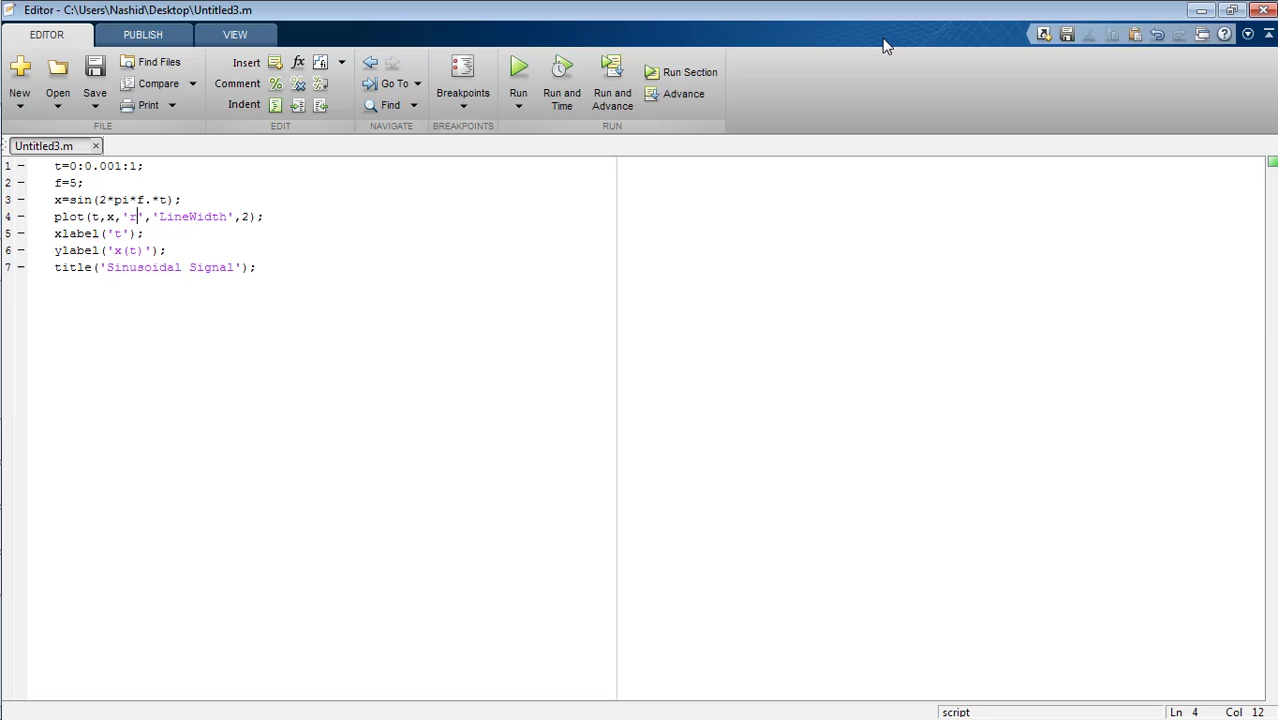 Editor - C:\Users\Nashid\Desktop\Untitled3.m
EDITOR PUBLISH VIEW
Find Files Insert fx Go To Run Section
Compare Comment Advance
Print Indent Find
New Open Save Breakpoints Run Run and Time Run and Advance
FILE EDIT NAVIGATE BREAKPOINTS RUN
Untitled3.m
1 t=0:0.001:1;
2 f=5;
3 x=sin(2*pi*f.*t);
4 plot(t,x,'r','LineWidth',2);
5 xlabel('t');
6 ylabel('x(t)');
7 title('Sinusoidal Signal');
script Ln 4 Col 12